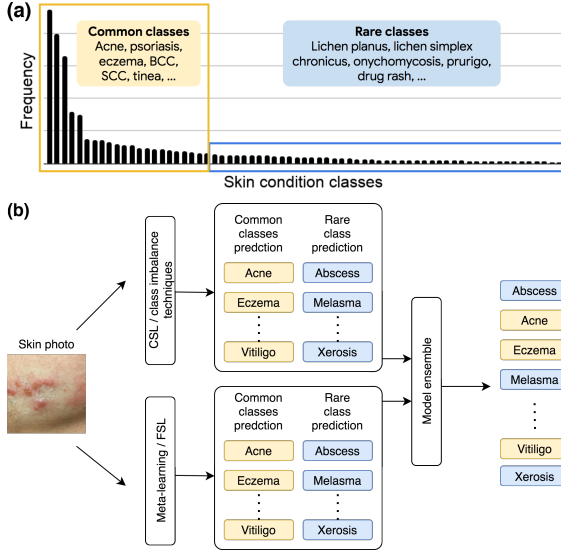 (a)
Common classes
Acne, psoriasis,
eczema, BCC,
SCC, tinea, ...
Rare classes
Lichen planus, lichen simplex
chronicus, onychomycosis, prurigo,
drug rash, ...
Frequency
Skin condition classes
(b)
Skin photo
CSL / class imbalance
techniques
Common
classes
predction
Rare
class
prediction
Acne
Abscess
Eczema
Melasma
Vitiligo
Xerosis
Meta-learning / FSL
Common
classes
prediction
Rare
class
prediction
Acne
Abscess
Eczema
Melasma
Vitiligo
Xerosis
Model ensemble
Abscess
Acne
Eczema
Melasma
Vitiligo
Xerosis